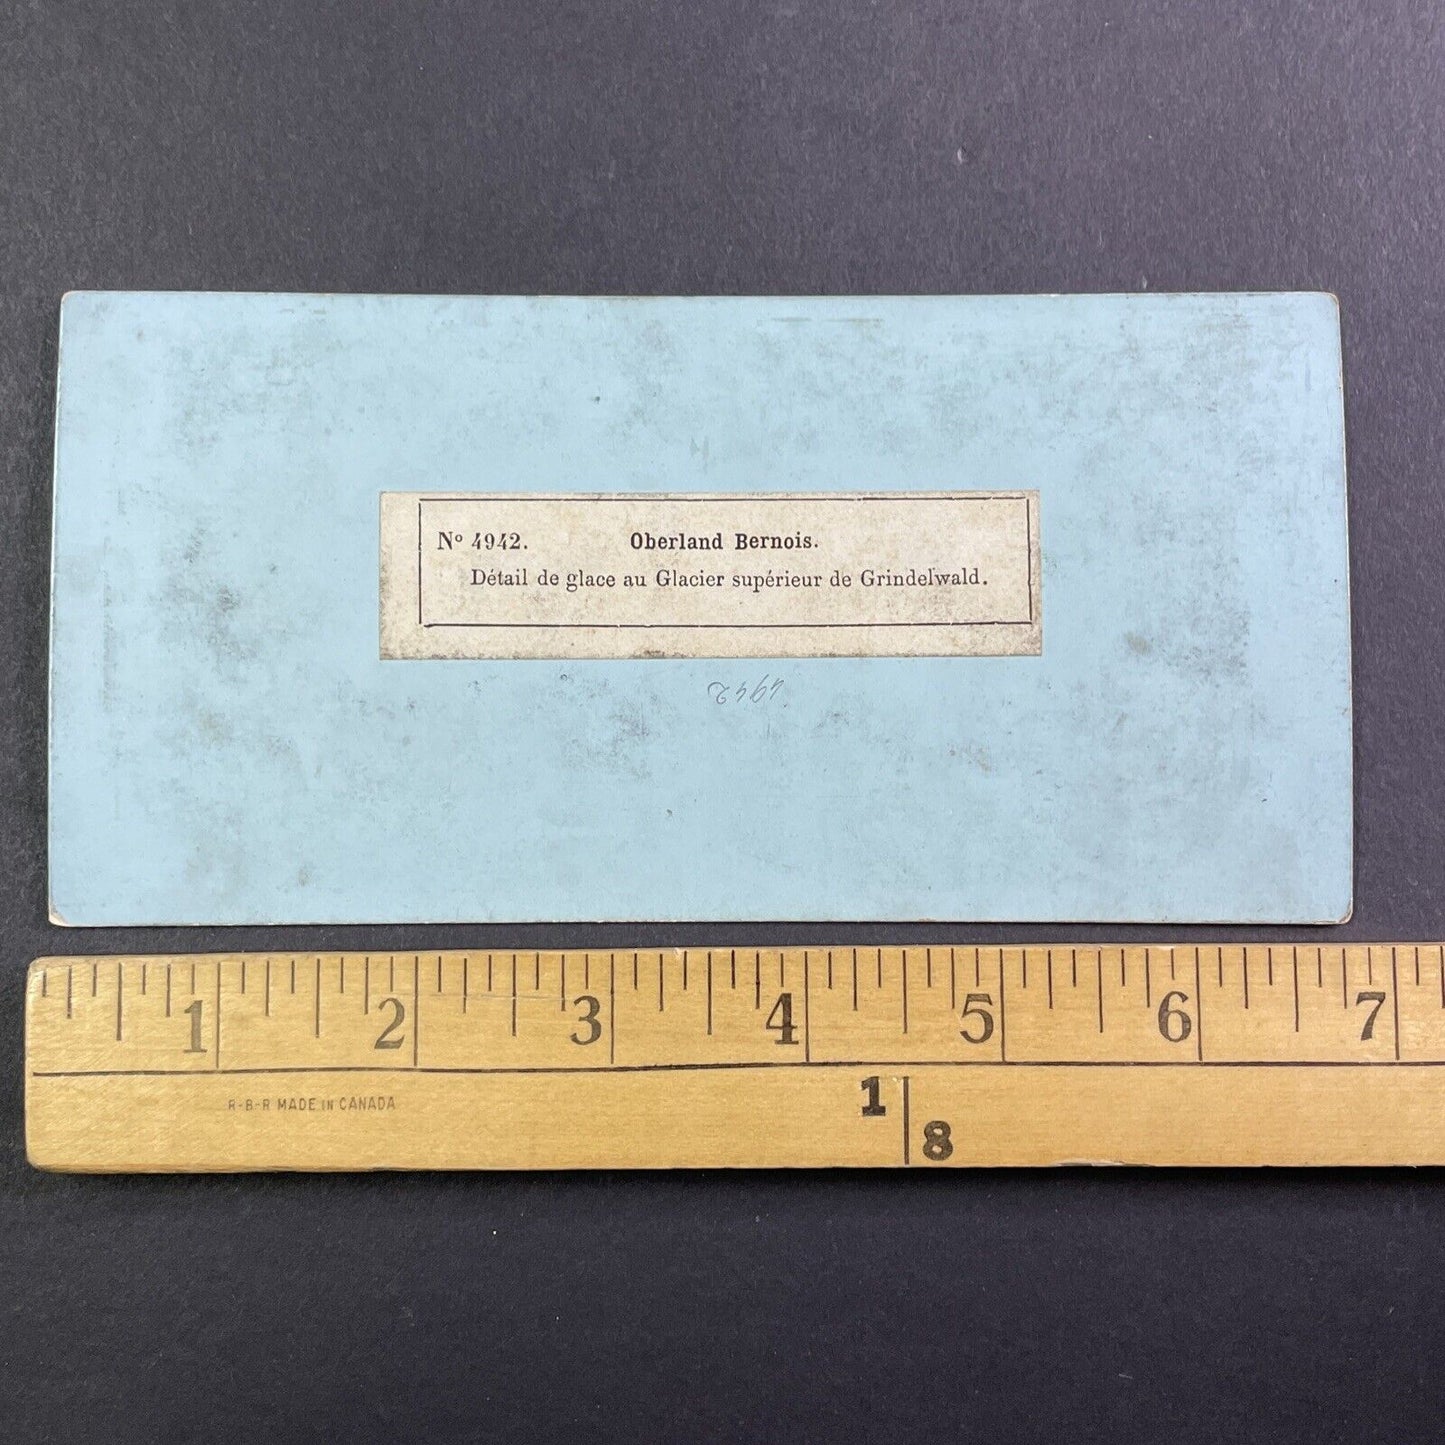 Nº 4942. Oberland Bernois.
Détail de glace au Glacier supérieur de Grindelwald.
4942
1 2 3 4 5 6 7
R-B-R MADE IN CANADA
1
8